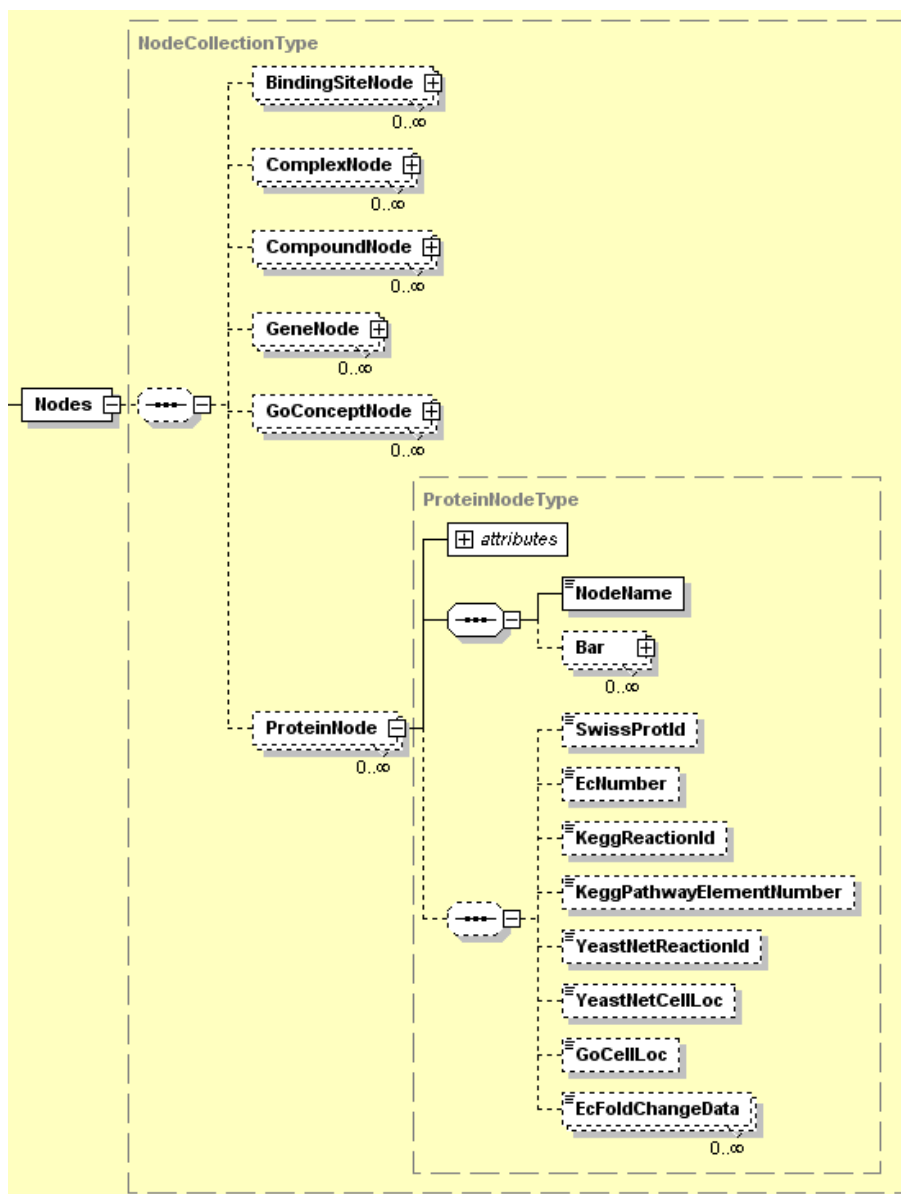 NodeCollectionType
BindingSiteNode
0..∞
ComplexNode
0..∞
CompoundNode
0..∞
GeneNode
0..∞
Nodes
GoConceptNode
0..∞
ProteinNodeType
attributes
NodeName
Bar
0..∞
ProteinNode
0..∞
SwissProtId
EcNumber
KeggReactionId
KeggPathwayElementNumber
YeastNetReactionId
YeastNetCellLoc
GoCellLoc
EcFoldChangeData
0..∞